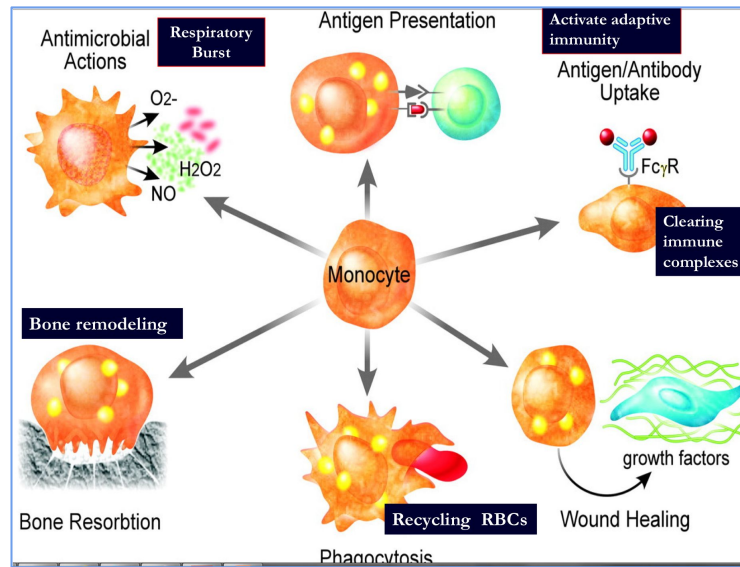 Antimicrobial
Actions
Respiratory
Burst
Antigen Presentation
Activate adaptive
immunity
Antigen/Antibody
Uptake
O2-
H2O2
NO
FcγR
Clearing
immune
complexes
Monocyte
Bone remodeling
Bone Resorbtion
Recycling RBCs
Phagocytosis
growth factors
Wound Healing